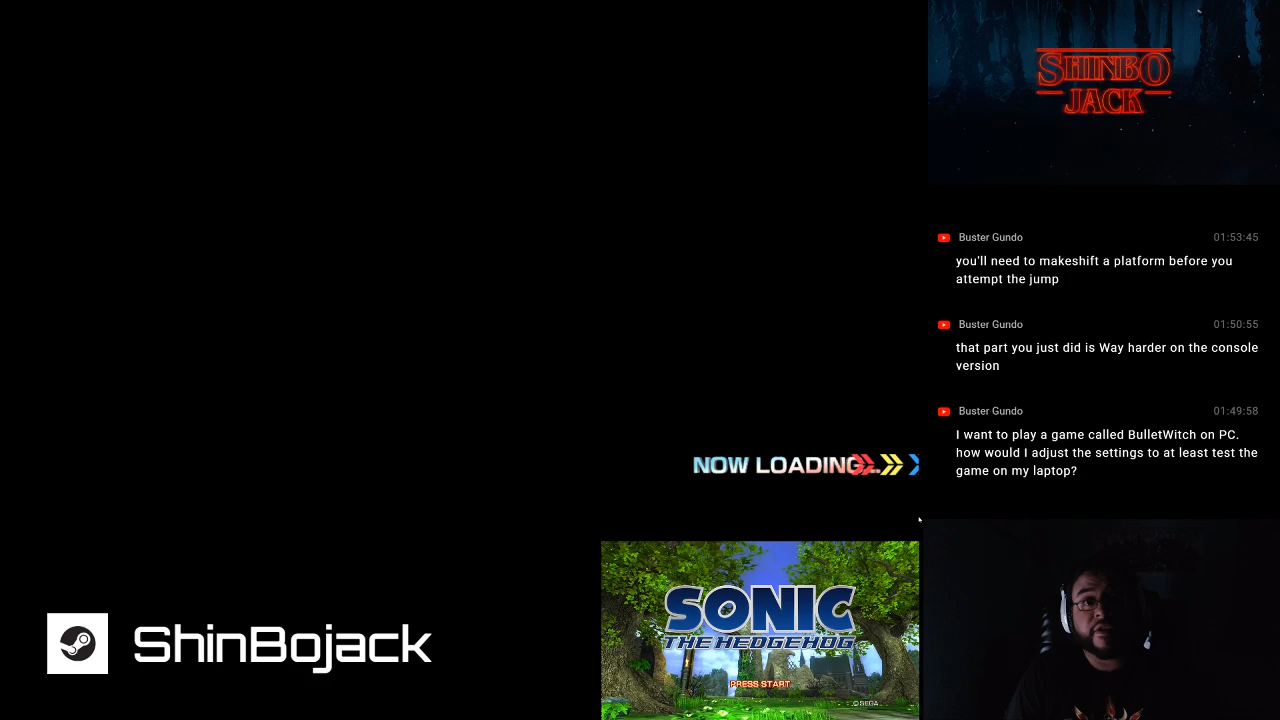 SHINBO
JACK
Buster Gundo 01:53:45
you'll need to makeshift a platform before you
attempt the jump
Buster Gundo 01:50:55
that part you just did is Way harder on the console
version
Buster Gundo 01:49:58
I want to play a game called BulletWitch on PC.
how would I adjust the settings to at least test the
game on my laptop?
NOW LOADING...
SONIC
THE HEDGEHOG
PRESS START
©SEGA
ShinBojack